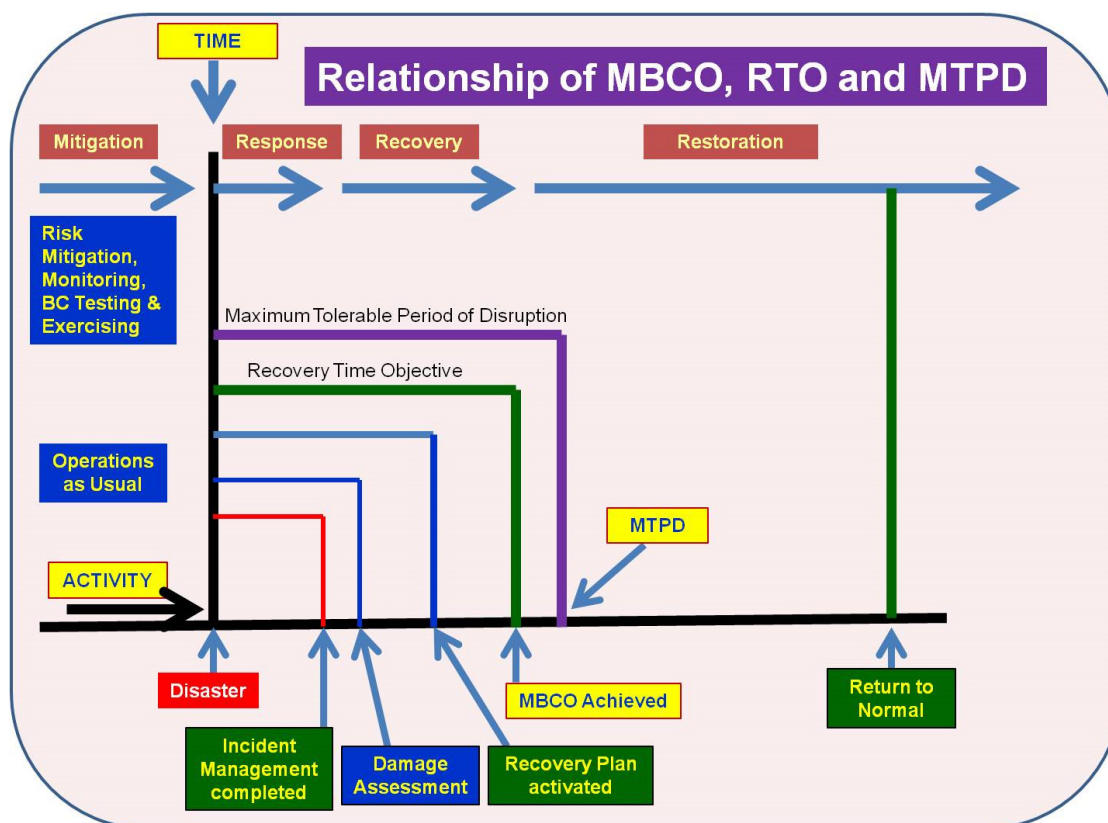 TIME
Relationship of MBCO, RTO and MTPD
Mitigation
Response
Recovery
Restoration
Risk
Mitigation,
Monitoring,
BC Testing &
Exercising
Maximum Tolerable Period of Disruption
Recovery Time Objective
Operations
as Usual
MTPD
ACTIVITY
Disaster
MBCO Achieved
Return to
Normal
Incident
Management
completed
Damage
Assessment
Recovery Plan
activated